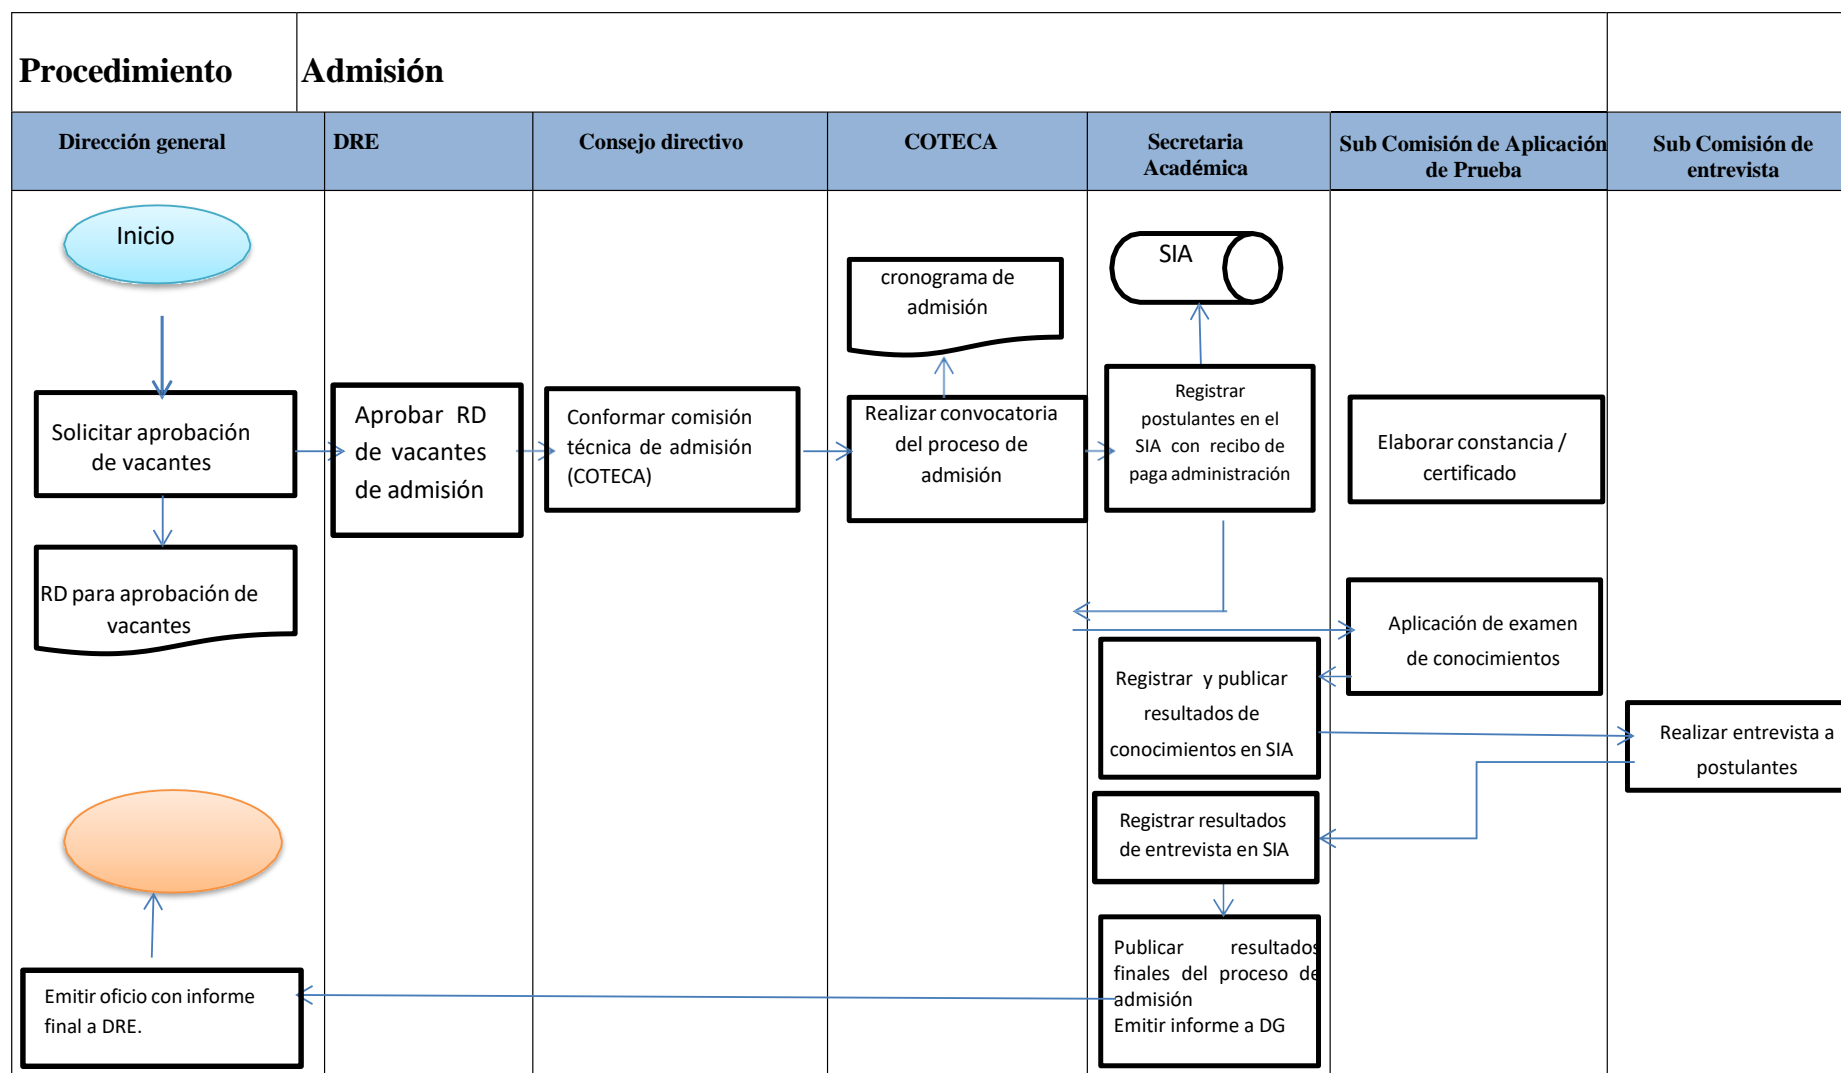 Procedimiento
Admisión
Dirección general
DRE
Consejo directivo
COTECA
Secretaria
Académica
Sub Comisión de Aplicación
de Prueba
Sub Comisión de
entrevista
Inicio
SIA
cronograma de
admisión
Solicitar aprobación
de vacantes
Aprobar RD
de vacantes
de admisión
Conformar comisión
técnica de admisión
(COTECA)
Realizar convocatoria
del proceso de
admisión
Registrar
postulantes en el
SIA con recibo de
paga administración
Elaborar constancia /
certificado
RD para aprobación de
vacantes
Aplicación de examen
de conocimientos
Registrar y publicar
resultados de
conocimientos en SIA
Realizar entrevista a
postulantes
Registrar resultados
de entrevista en SIA
Publicar resultados
finales del proceso de
admisión
Emitir informe a DG
Emitir oficio con informe
final a DRE.